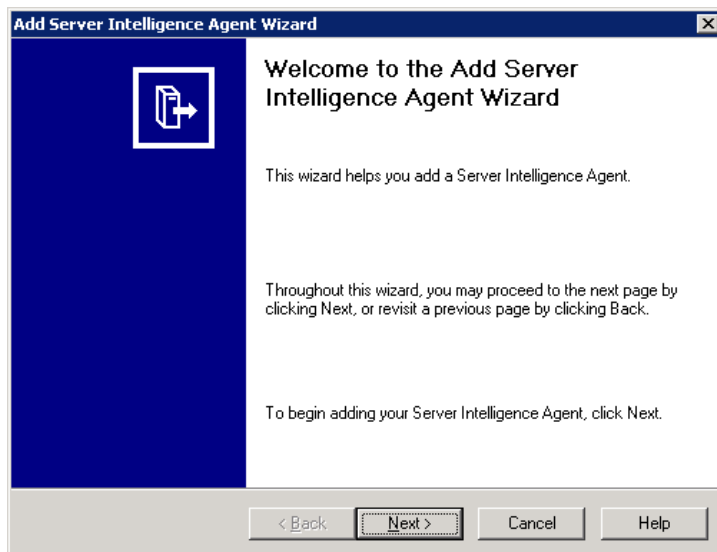 Add Server Intelligence Agent Wizard
Welcome to the Add Server
Intelligence Agent Wizard
This wizard helps you add a Server Intelligence Agent.
Throughout this wizard, you may proceed to the next page by
clicking Next, or revisit a previous page by clicking Back.
To begin adding your Server Intelligence Agent, click Next.
< Back Next > Cancel Help